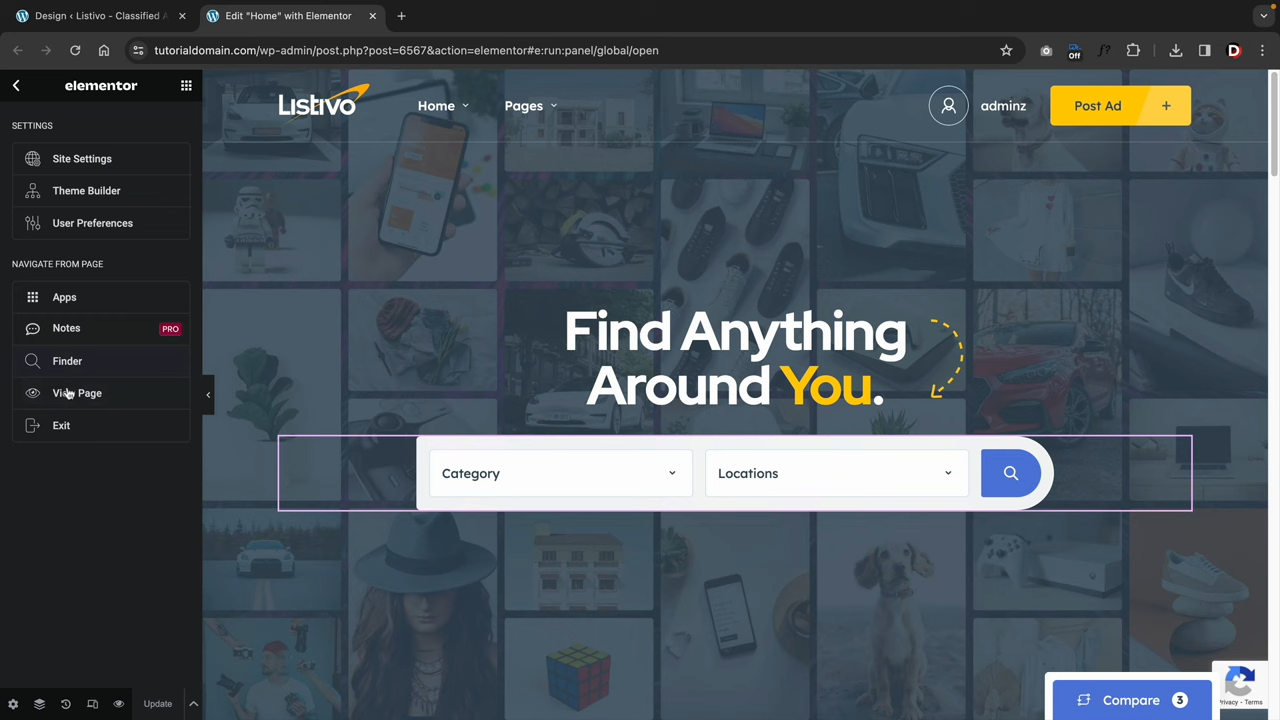 Design ‹ Listivo - Classified A
Edit "Home" with Elementor
tutorialdomain.com/wp-admin/post.php?post=6567&action=elementor#e:run:panel/global/open
Off
f?
D
elementor
SETTINGS
Site Settings
Theme Builder
User Preferences
NAVIGATE FROM PAGE
Apps
Notes PRO
Finder
View Page
Exit
Update
Listivo
Home
Pages
adminz
Post Ad +
Find Anything
Around You.
Category
Locations
Compare 3
Privacy - Terms